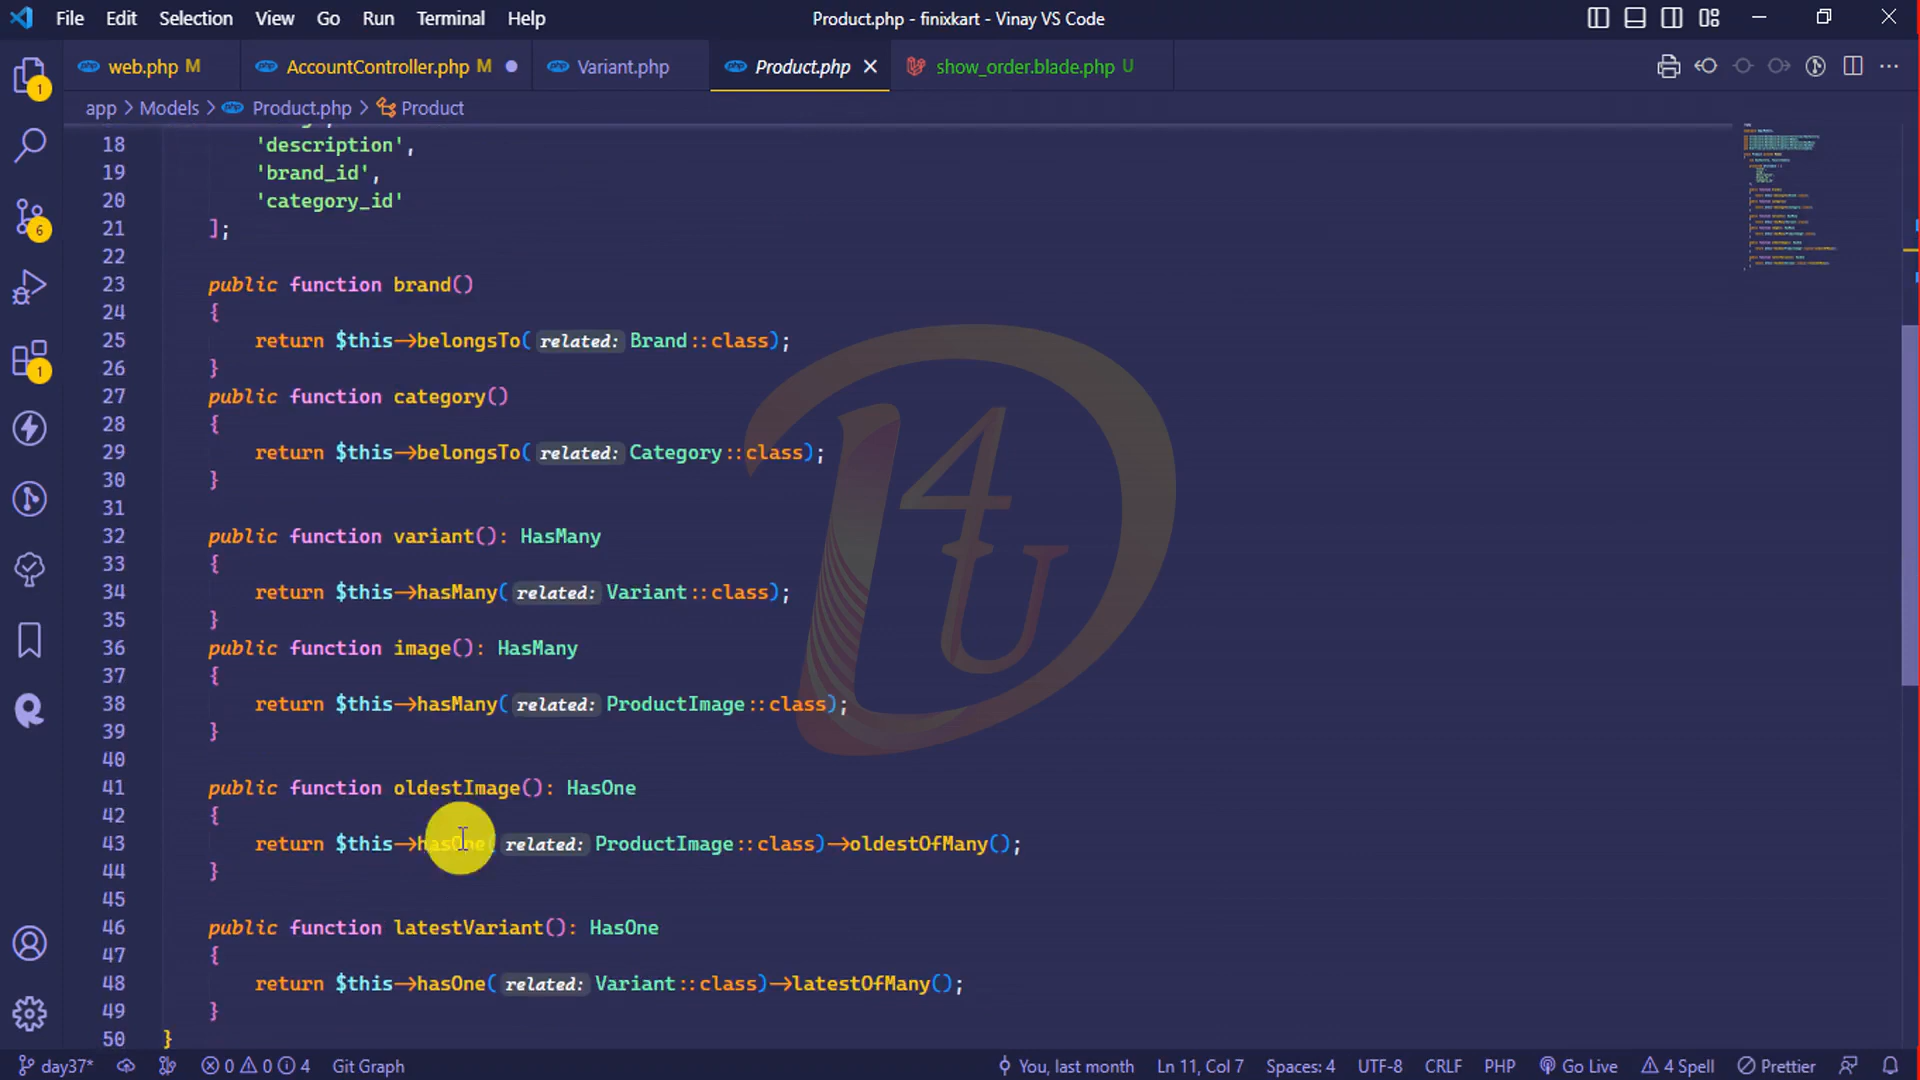 File Edit Selection View Go Run Terminal Help
Product.php - finixkart - Vinay VS Code
web.php M
AccountController.php M
Variant.php
Product.php
show_order.blade.php U
app > Models > Product.php > Product
18 'description',
19 'brand_id',
20 'category_id'
21 ];
22
23 public function brand()
24 {
25 return $this->belongsTo( related: Brand::class);
26 }
27 public function category()
28 {
29 return $this->belongsTo( related: Category::class);
30 }
31
32 public function variant(): HasMany
33 {
34 return $this->hasMany( related: Variant::class);
35 }
36 public function image(): HasMany
37 {
38 return $this->hasMany( related: ProductImage::class);
39 }
40
41 public function oldestImage(): HasOne
42 {
43 return $this->hasOne( related: ProductImage::class)->oldestOfMany();
44 }
45
46 public function latestVariant(): HasOne
47 {
48 return $this->hasOne( related: Variant::class)->latestOfMany();
49 }
50 }
1
6
1
D4U
day37* 0 0 4 Git Graph
You, last month Ln 11, Col 7 Spaces: 4 UTF-8 CRLF PHP Go Live 4 Spell Prettier